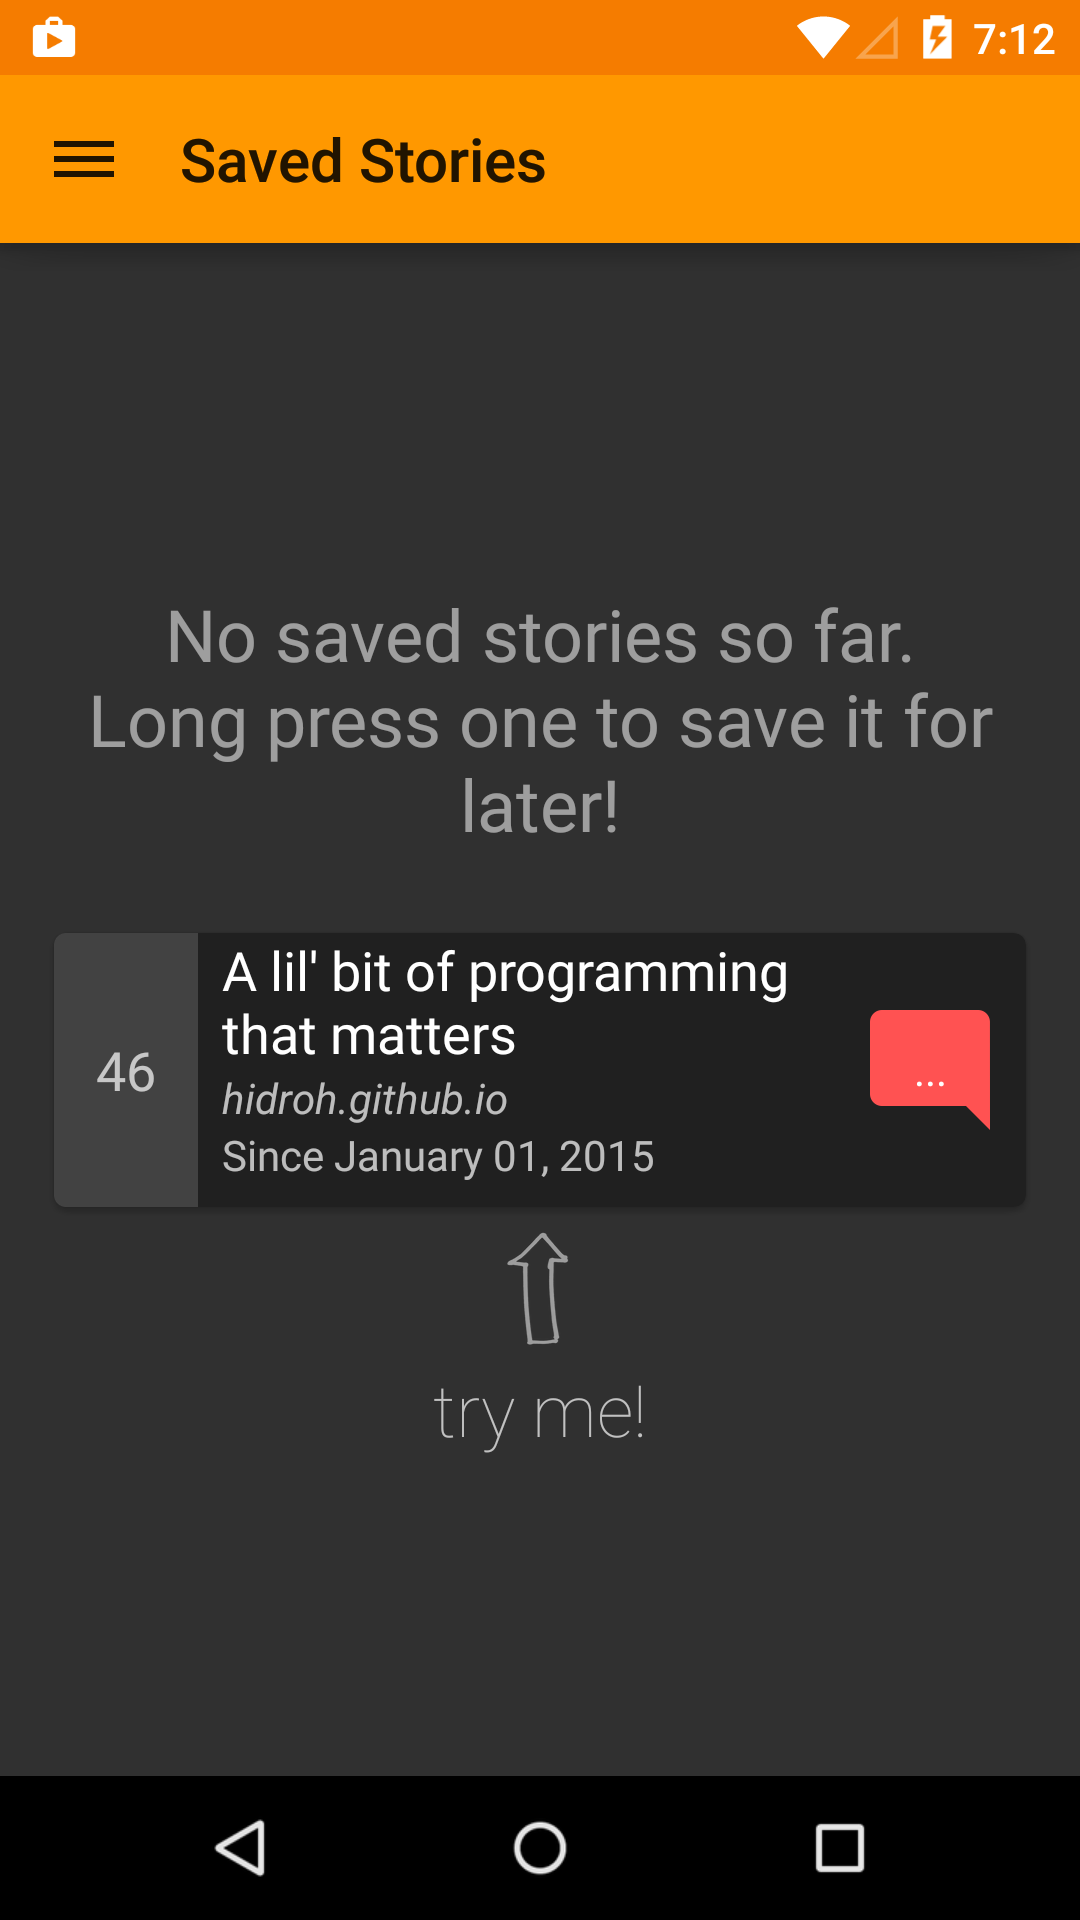 7:12
Saved Stories
No saved stories so far.
Long press one to save it for
later!
46
A lil' bit of programming
that matters
hidroh.github.io
Since January 01, 2015
...
try me!